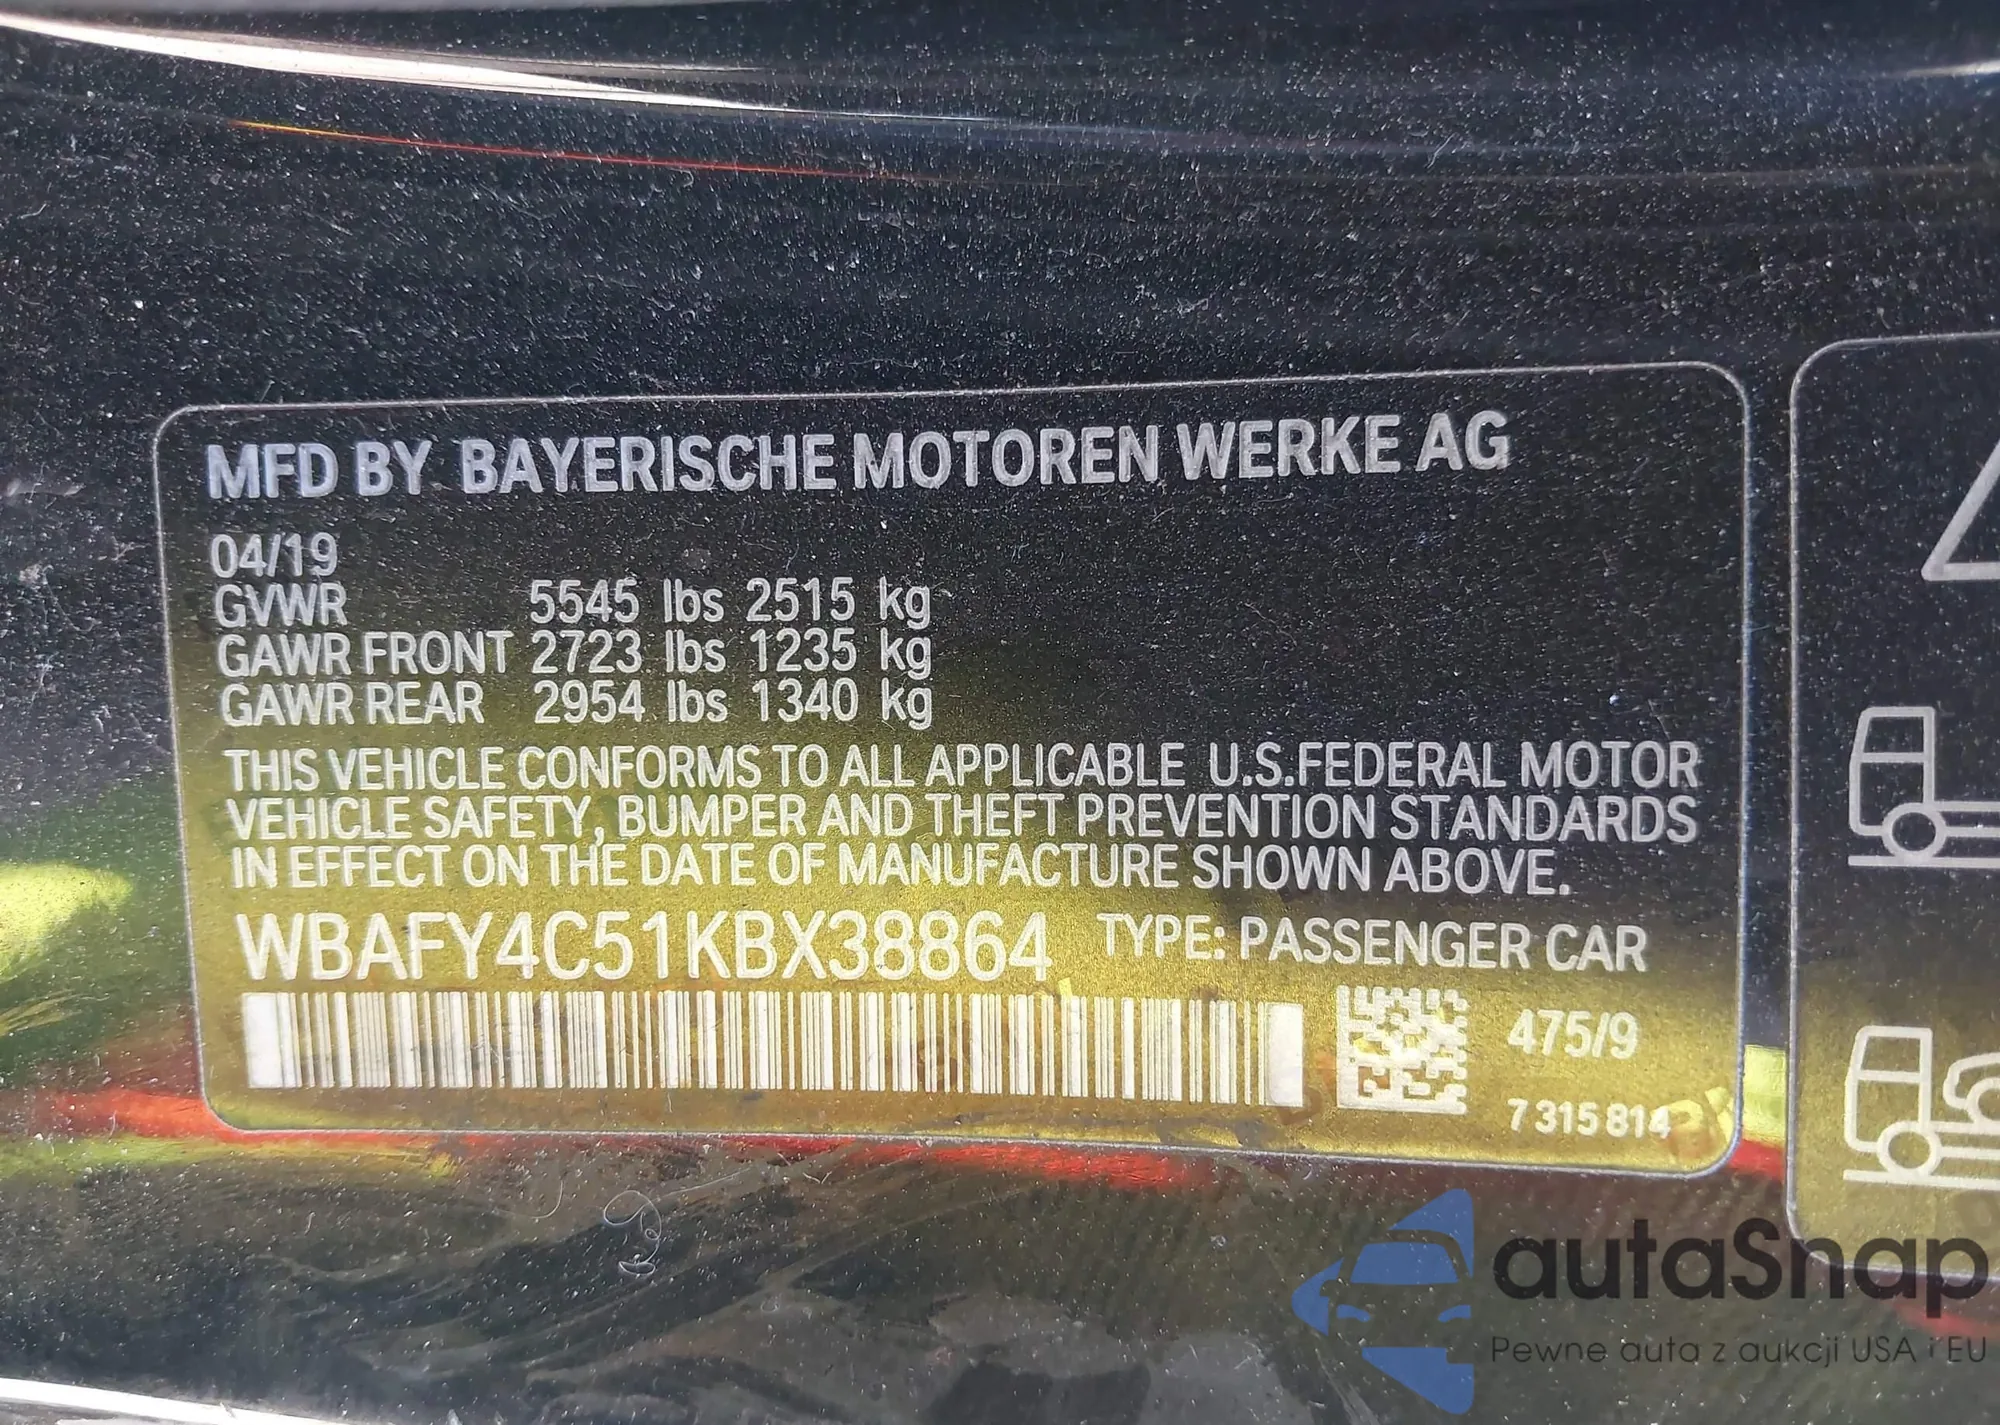 MFD BY BAYERISCHE MOTOREN WERKE AG
04/19
GVWR 5545 lbs 2515 kg
GAWR FRONT 2723 lbs 1235 kg
GAWR REAR 2954 lbs 1340 kg
THIS VEHICLE CONFORMS TO ALL APPLICABLE U.S.FEDERAL MOTOR
VEHICLE SAFETY, BUMPER AND THEFT PREVENTION STANDARDS
IN EFFECT ON THE DATE OF MANUFACTURE SHOWN ABOVE.
WBAFY4C51KBX38864 TYPE: PASSENGER CAR
475/9
7 315 814
autaSnap
Pewne auta z aukcji USA i EU